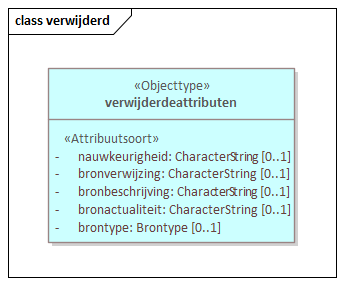 class verwijderd
«Objecttype»
verwijderdeattributen
«Attribuutsoort»
- nauwkeurigheid: CharacterString [0..1]
- bronverwijzing: CharacterString [0..1]
- bronbeschrijving: CharacterString [0..1]
- bronactualiteit: CharacterString [0..1]
- brontype: Brontype [0..1]